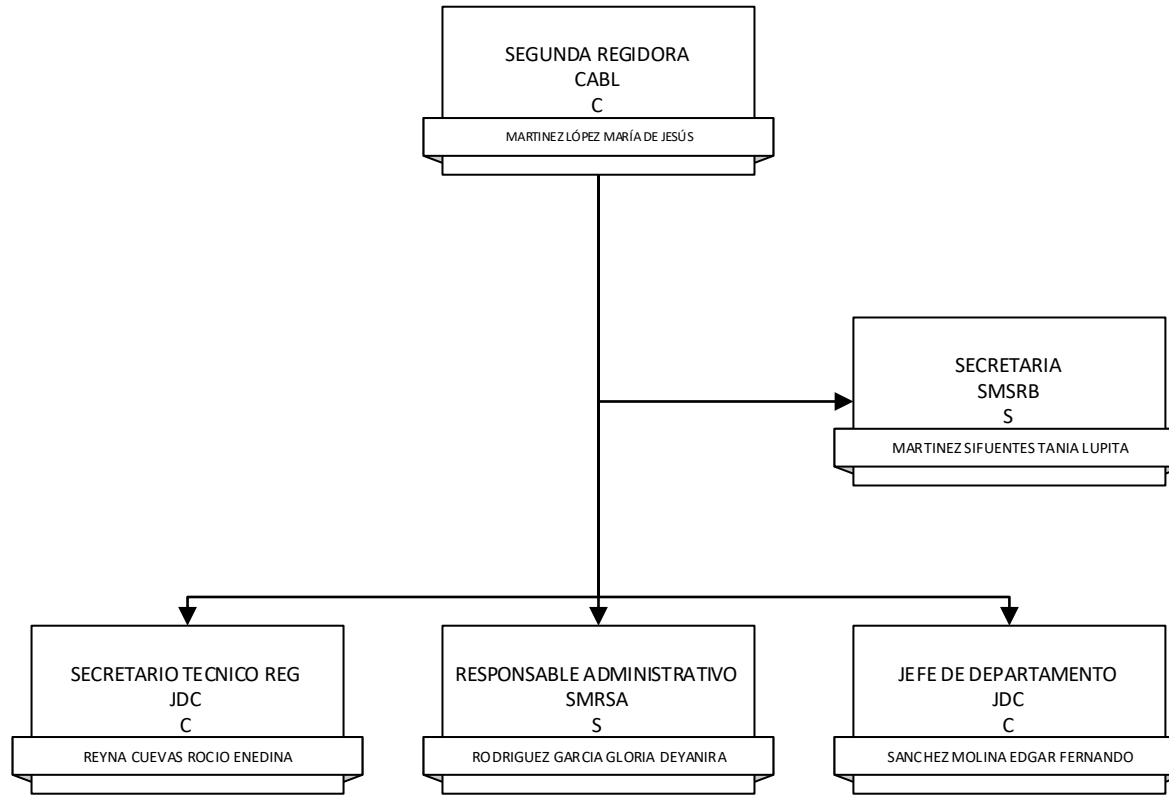 SEGUNDA REGIDORA
CABL
C
MARTINEZ LÓPEZ MARÍA DE JESÚS
SECRETARIA
SMSRB
S
MARTINEZ SIFUENTES TANIA LUPITA
SECRETARIO TECNICO REG
JDC
C
REYNA CUEVAS ROCIO ENEDINA
RESPONSABLE ADMINISTRATIVO
SMRSA
S
RODRIGUEZ GARCIA GLORIA DEYANIRA
JEFE DE DEPARTAMENTO
JDC
C
SANCHEZ MOLINA EDGAR FERNANDO